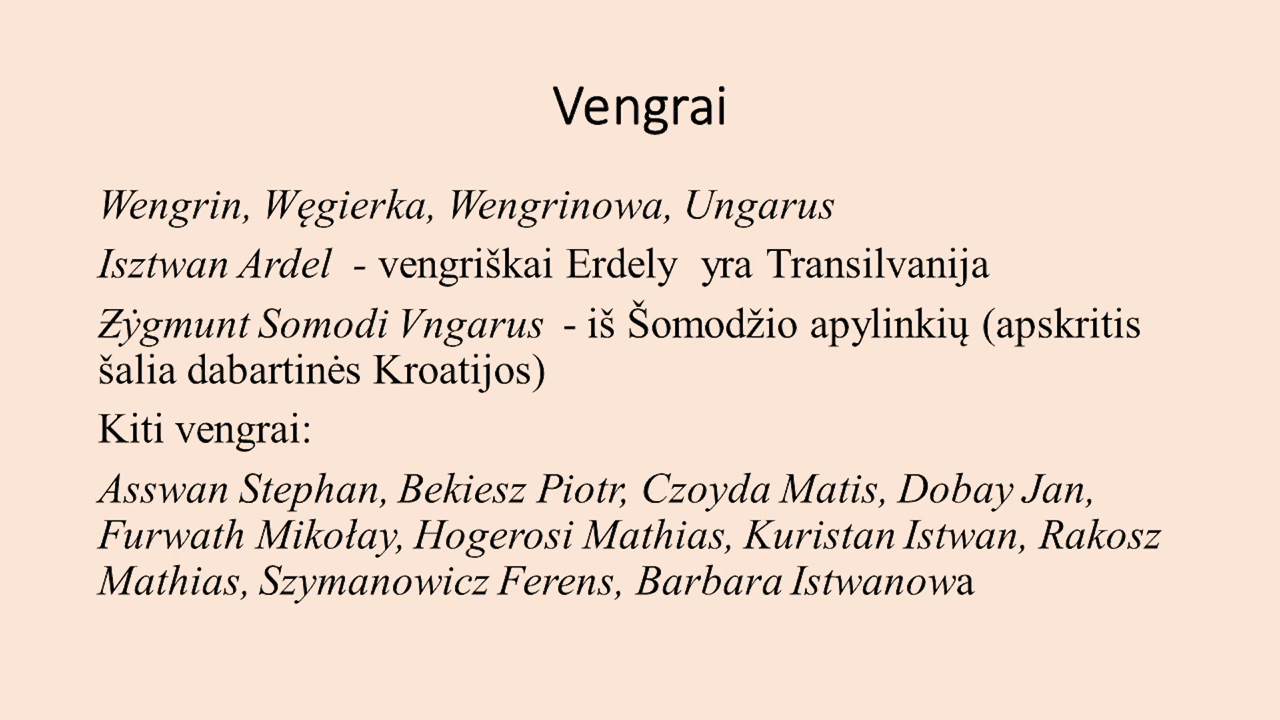 Vengrai
Wengrin, Węgierka, Wengrinowa, Ungarus
Isztwan Ardel - vengriškai Erdely yra Transilvanija
Ƶẏgmunt Somodi Vngarus - iš Šomodžio apylinkių (apskritis
šalia dabartinės Kroatijos)
Kiti vengrai:
Asswan Stephan, Bekiesz Piotr, Czoyda Matis, Dobay Jan,
Furwath Mikołay, Hogerosi Mathias, Kuristan Istwan, Rakosz
Mathias, Szymanowicz Ferens, Barbara Istwanowa